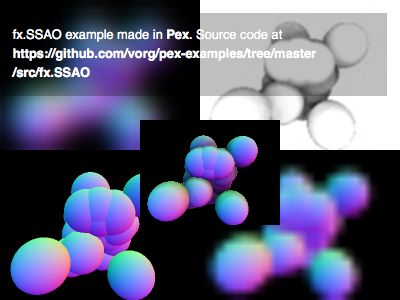 fx.SSAO example made in Pex. Source code at
https://github.com/vorg/pex-examples/tree/master
/src/fx.SSAO